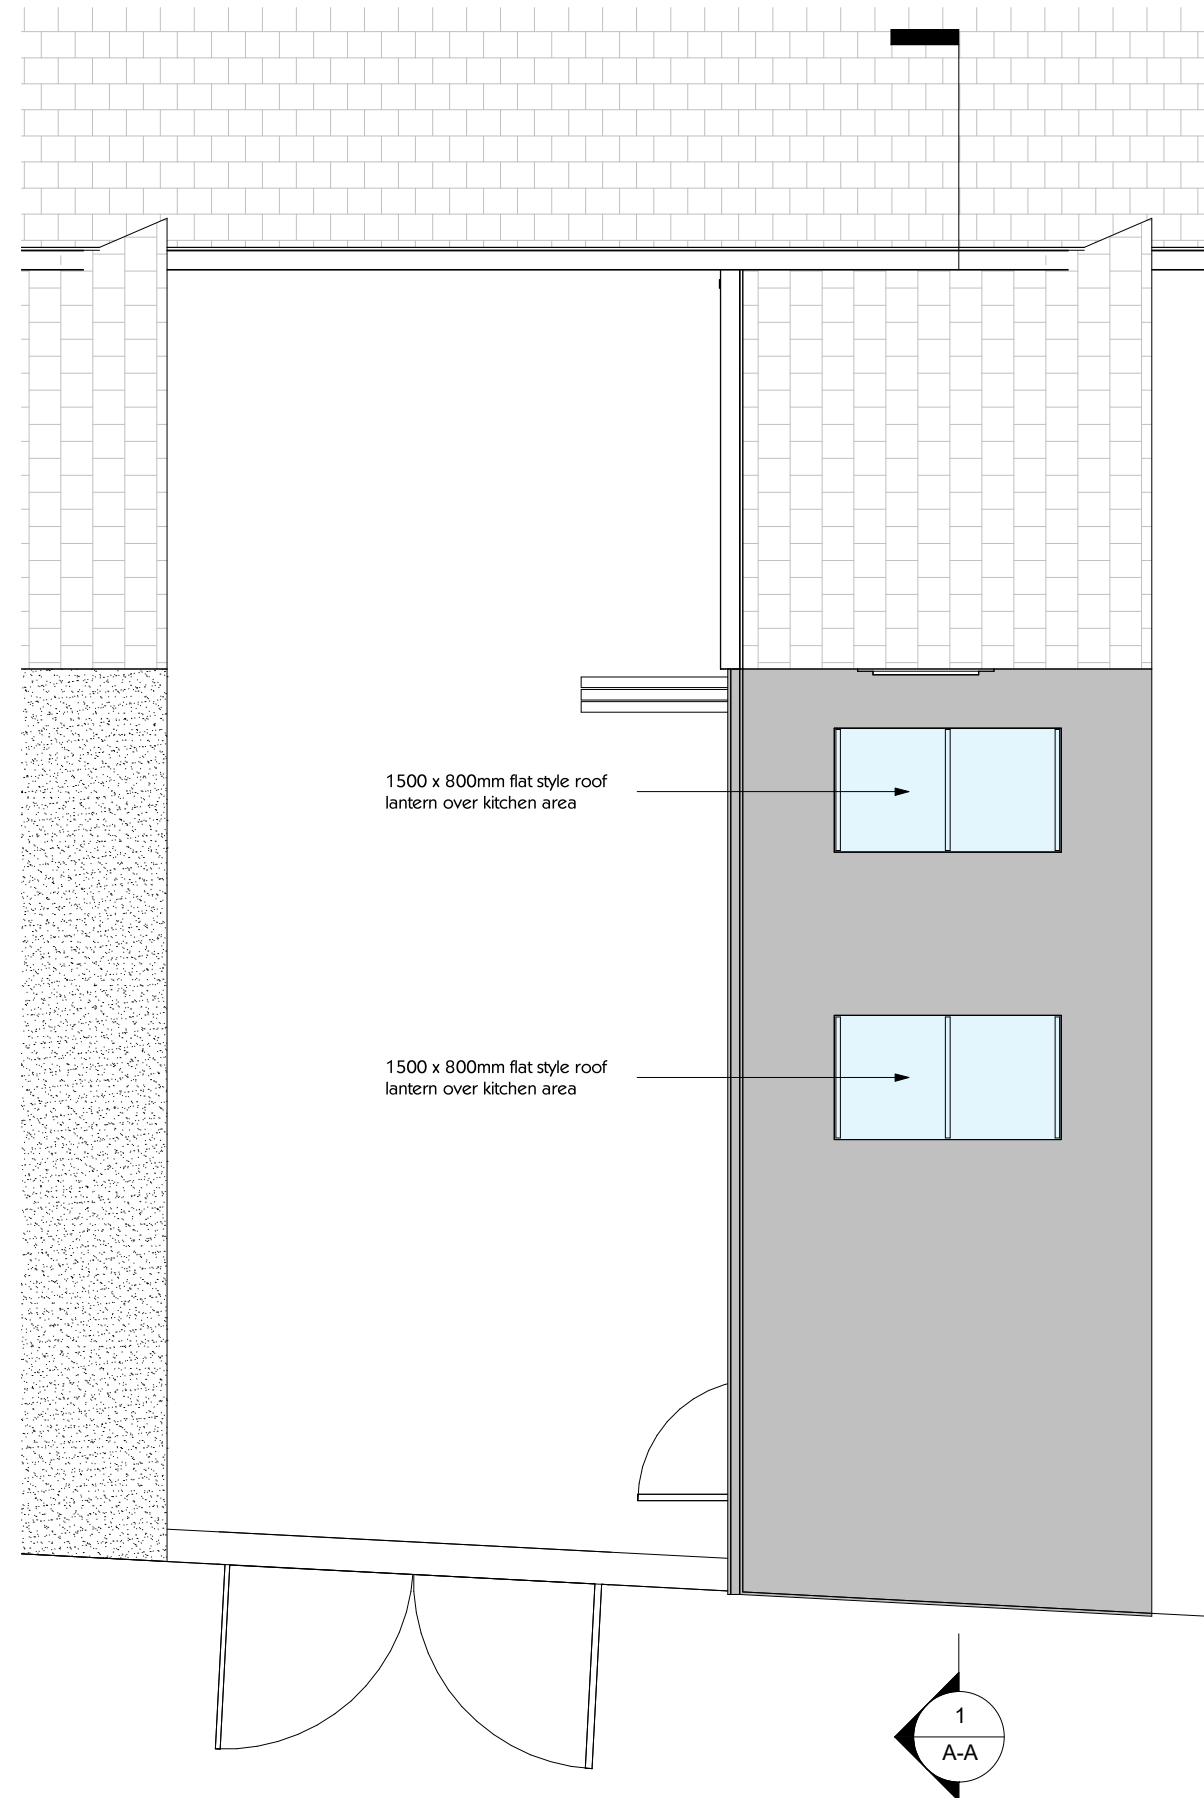 1500 x 800mm flat style roof
lantern over kitchen area
1500 x 800mm flat style roof
lantern over kitchen area
1
A-A